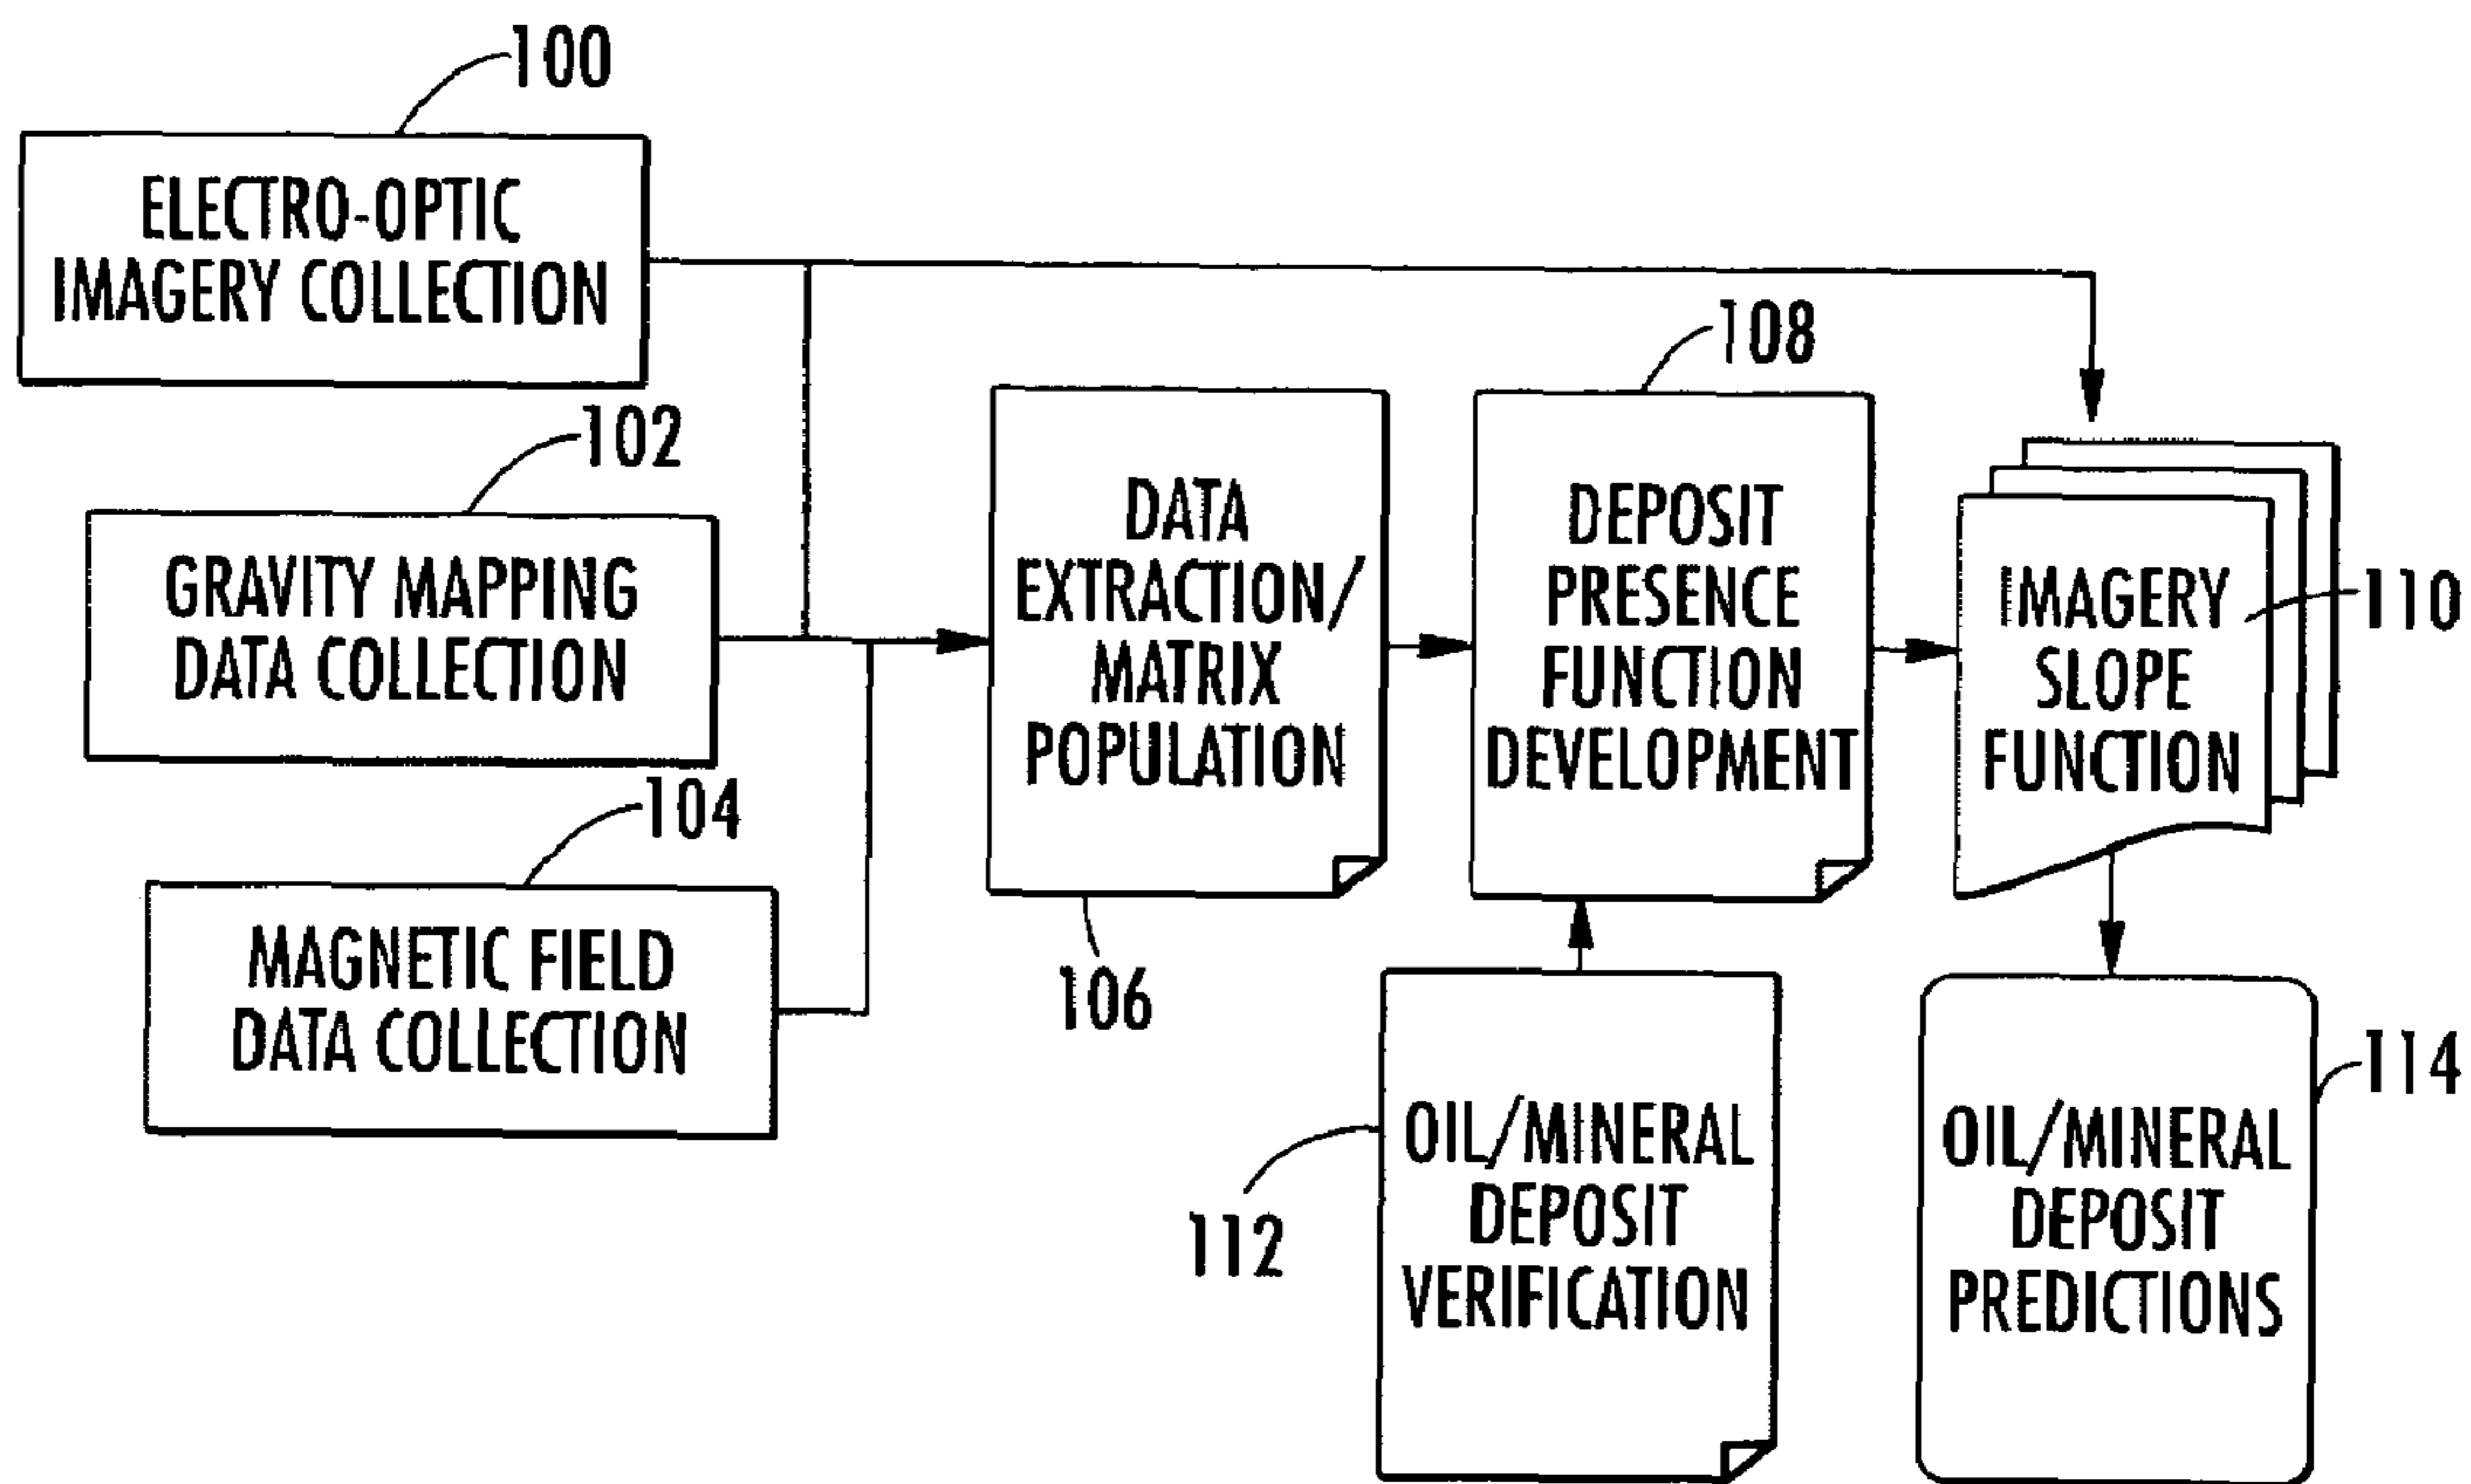 100
ELECTRO-OPTIC
IMAGERY COLLECTION
102
GRAVITY MAPPING
DATA COLLECTION
104
MAGNETIC FIELD
DATA COLLECTION
DATA
EXTRACTION/
MATRIX
POPULATION
106
108
DEPOSIT
PRESENCE
FUNCTION
DEVELOPMENT
IMAGERY
SLOPE
FUNCTION
110
112
OIL/MINERAL
DEPOSIT
VERIFICATION
114
OIL/MINERAL
DEPOSIT
PREDICTIONS